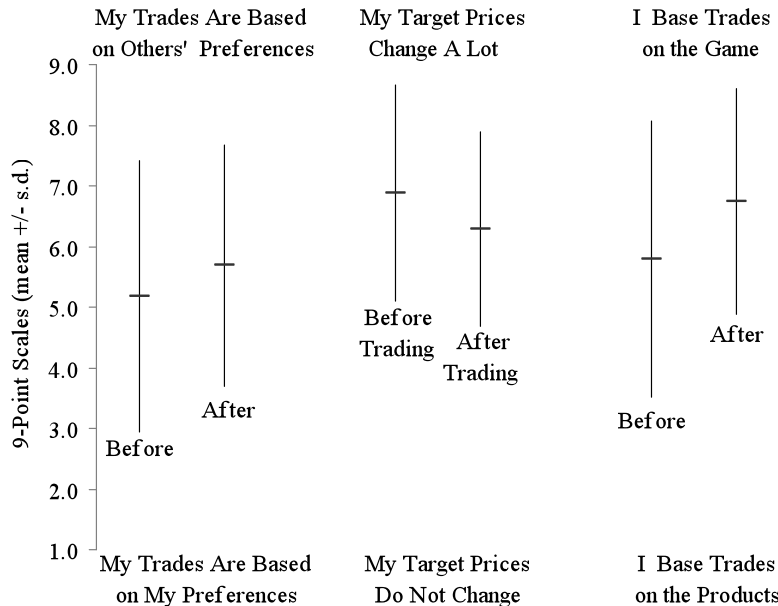 My Trades Are Based
on Others' Preferences
My Target Prices
Change A Lot
I Base Trades
on the Game
9-Point Scales (mean +/- s.d.)
9.0
8.0
7.0
6.0
5.0
4.0
3.0
2.0
1.0
Before
After
Before
Trading
After
Trading
Before
After
My Trades Are Based
on My Preferences
My Target Prices
Do Not Change
I Base Trades
on the Products